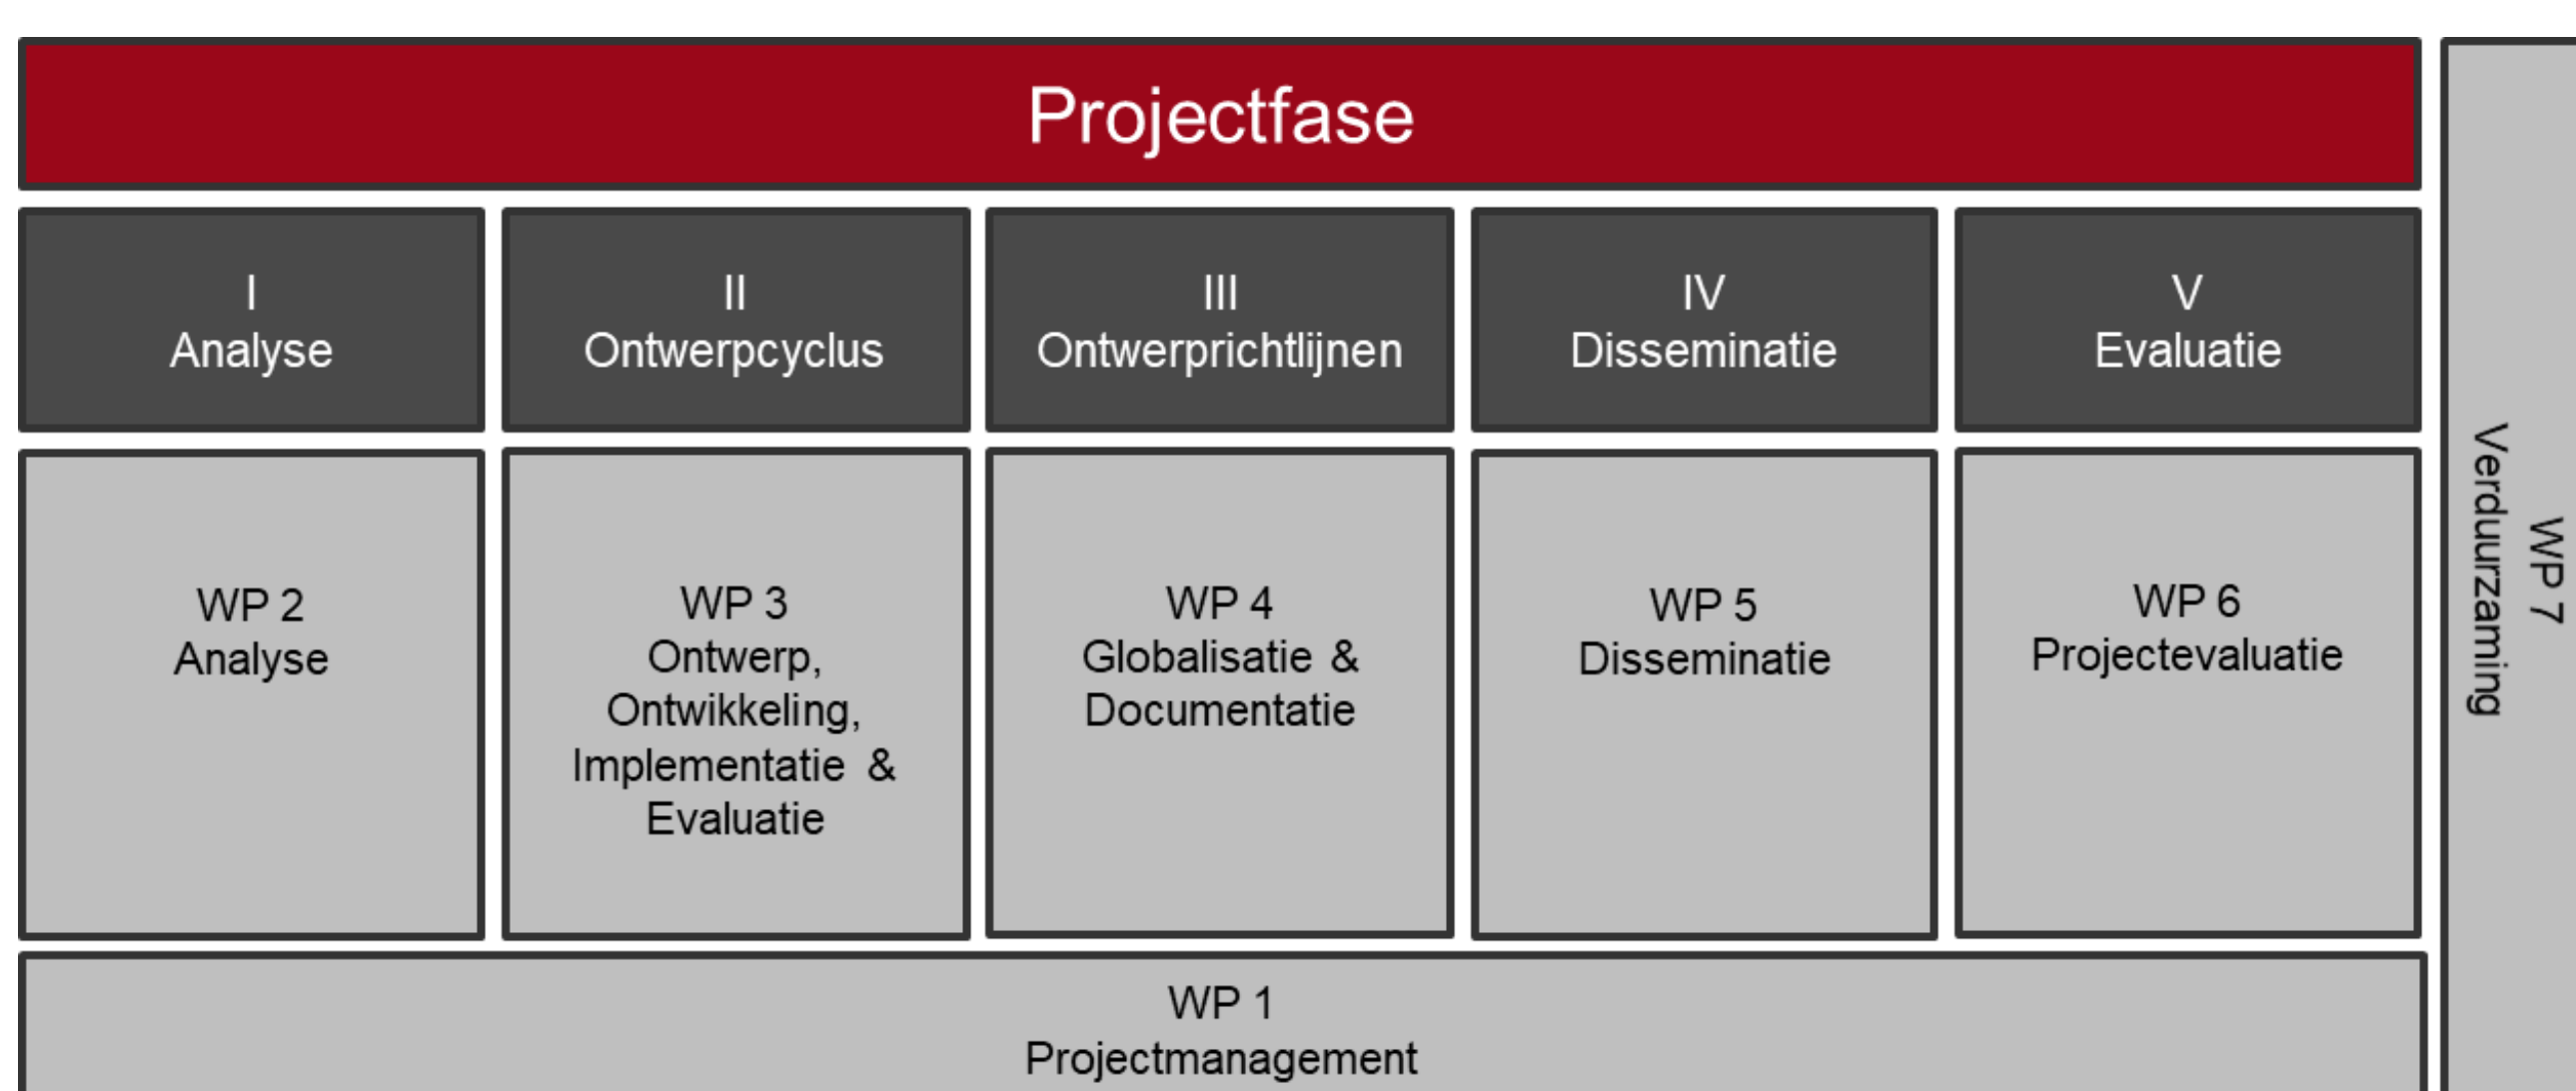 Projectfase
I
Analyse
II
Ontwerpcyclus
III
Ontwerprichtlijnen
IV
Disseminatie
V
Evaluatie
WP 2
Analyse
WP 3
Ontwerp,
Ontwikkeling,
Implementatie &
Evaluatie
WP 4
Globalisatie &
Documentatie
WP 5
Disseminatie
WP 6
Projectevaluatie
WP 7
Verduurzaming
WP 1
Projectmanagement